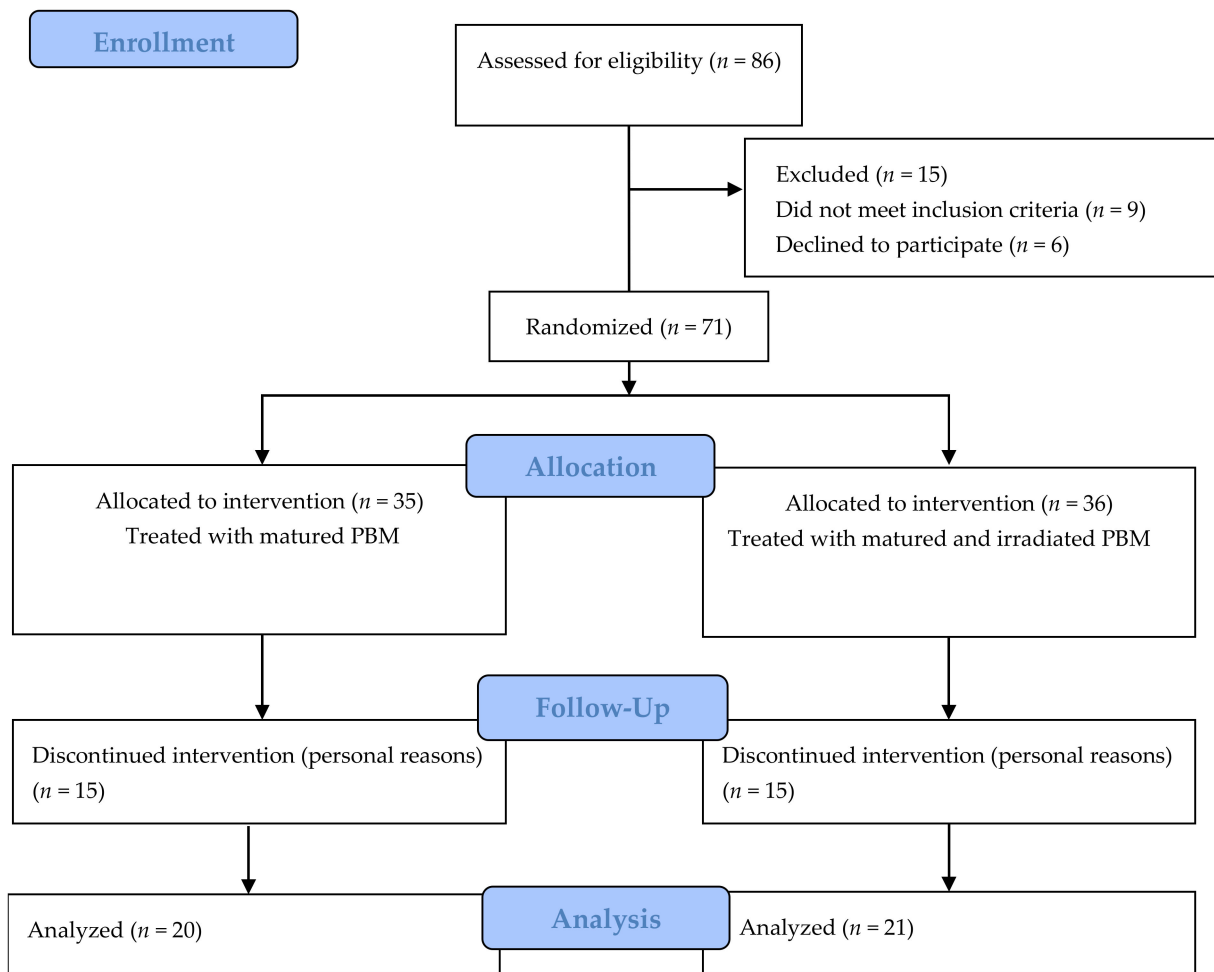 Enrollment
Assessed for eligibility (n = 86)
Excluded (n = 15)
Did not meet inclusion criteria (n = 9)
Declined to participate (n = 6)
Randomized (n = 71)
Allocation
Allocated to intervention (n = 35)
Treated with matured PBM
Allocated to intervention (n = 36)
Treated with matured and irradiated PBM
Follow-Up
Discontinued intervention (personal reasons)
(n = 15)
Discontinued intervention (personal reasons)
(n = 15)
Analysis
Analyzed (n = 20)
Analyzed (n = 21)